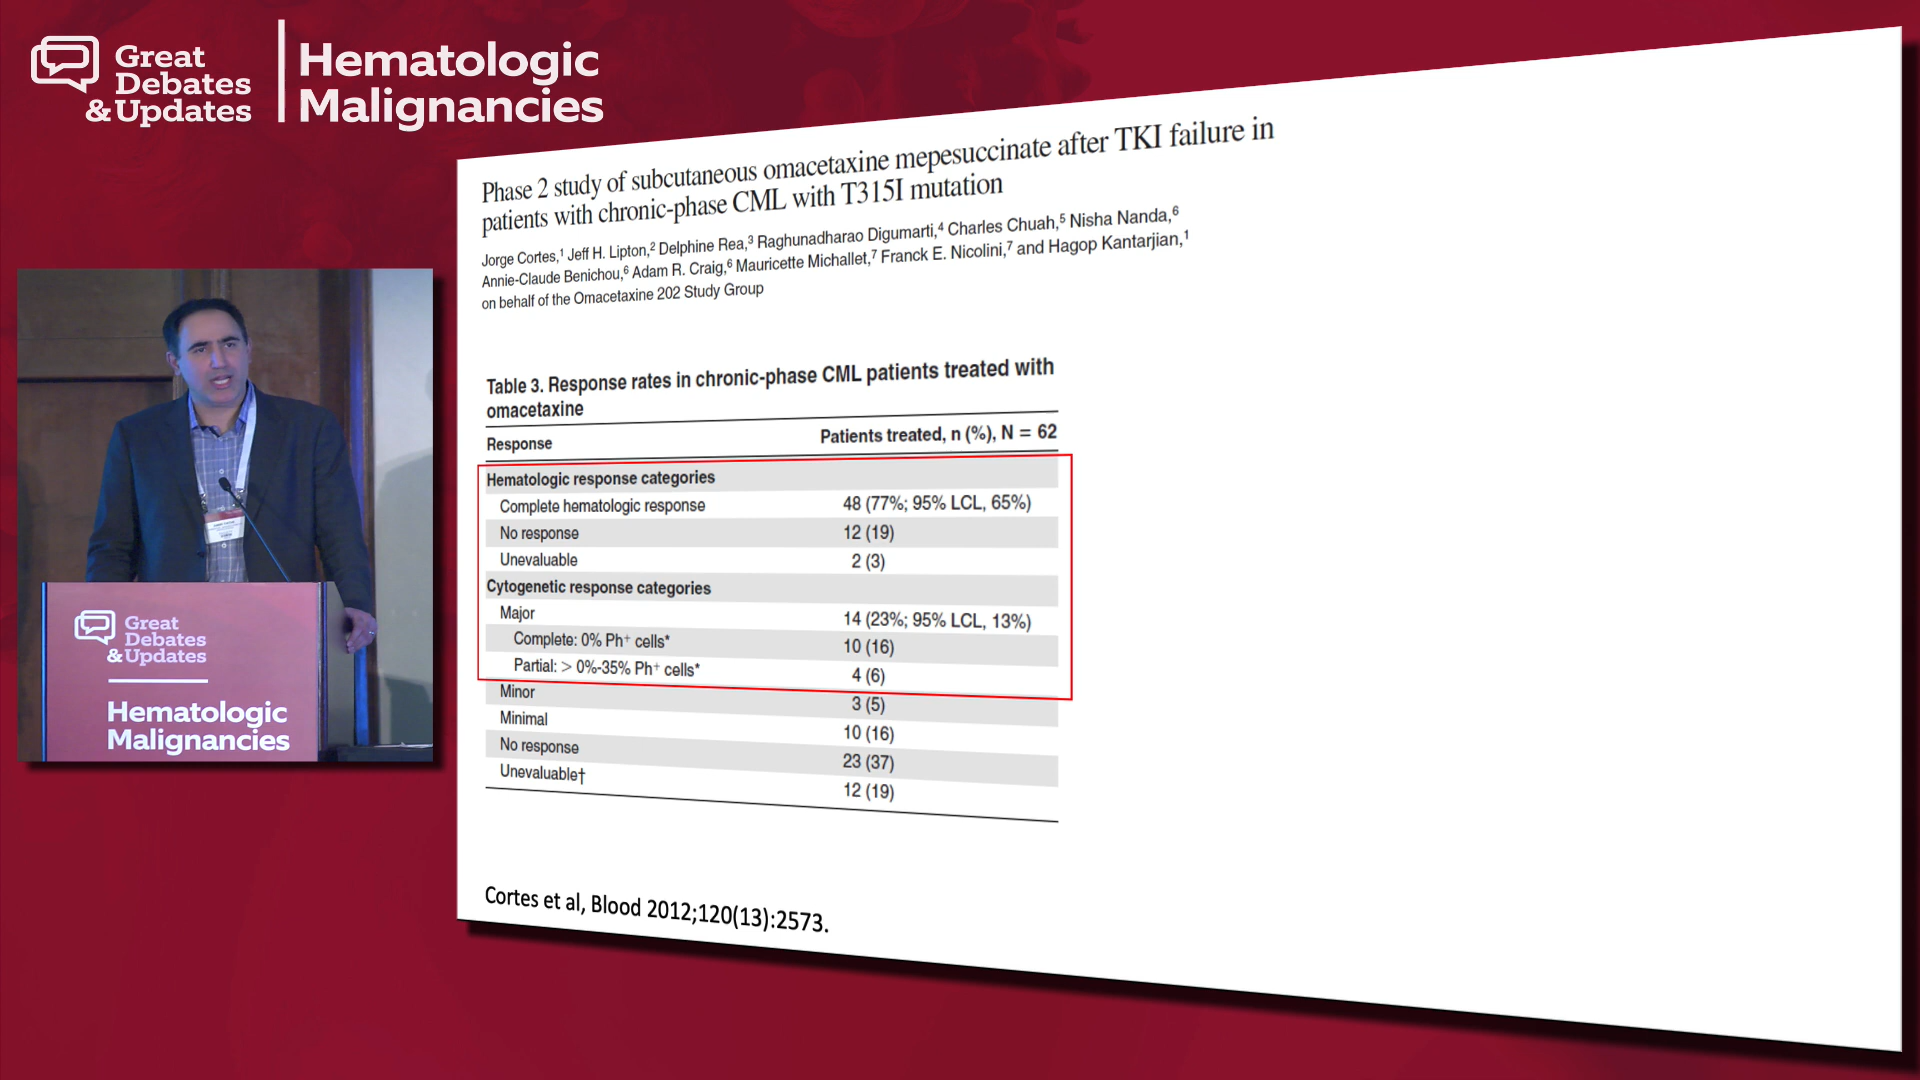 Great
Debates
& Updates
Hematologic
Malignancies
Phase 2 study of subcutaneous omacetaxine mepesuccinate after TKI failure in
patients with chronic-phase CML with T315I mutation
Jorge Cortes,¹ Jeff H. Lipton,² Delphine Rea,³ Raghunadharao Digumarti,⁴ Charles Chuah,⁵ Nisha Nanda,⁶
Annie-Claude Benichou,⁶ Adam R. Craig,⁶ Mauricette Michallet,⁷ Franck E. Nicolini,⁷ and Hagop Kantarjian,¹
on behalf of the Omacetaxine 202 Study Group
Table 3. Response rates in chronic-phase CML patients treated with
omacetaxine
Response Patients treated, n (%), N = 62
Hematologic response categories
Complete hematologic response 48 (77%; 95% LCL, 65%)
No response 12 (19)
Unevaluable 2 (3)
Cytogenetic response categories
Major 14 (23%; 95% LCL, 13%)
Complete: 0% Ph⁺ cells* 10 (16)
Partial: > 0%-35% Ph⁺ cells* 4 (6)
Minor 3 (5)
Minimal 10 (16)
No response 23 (37)
Unevaluable† 12 (19)
Cortes et al, Blood 2012;120(13):2573.
Great
Debates
& Updates
Hematologic
Malignancies